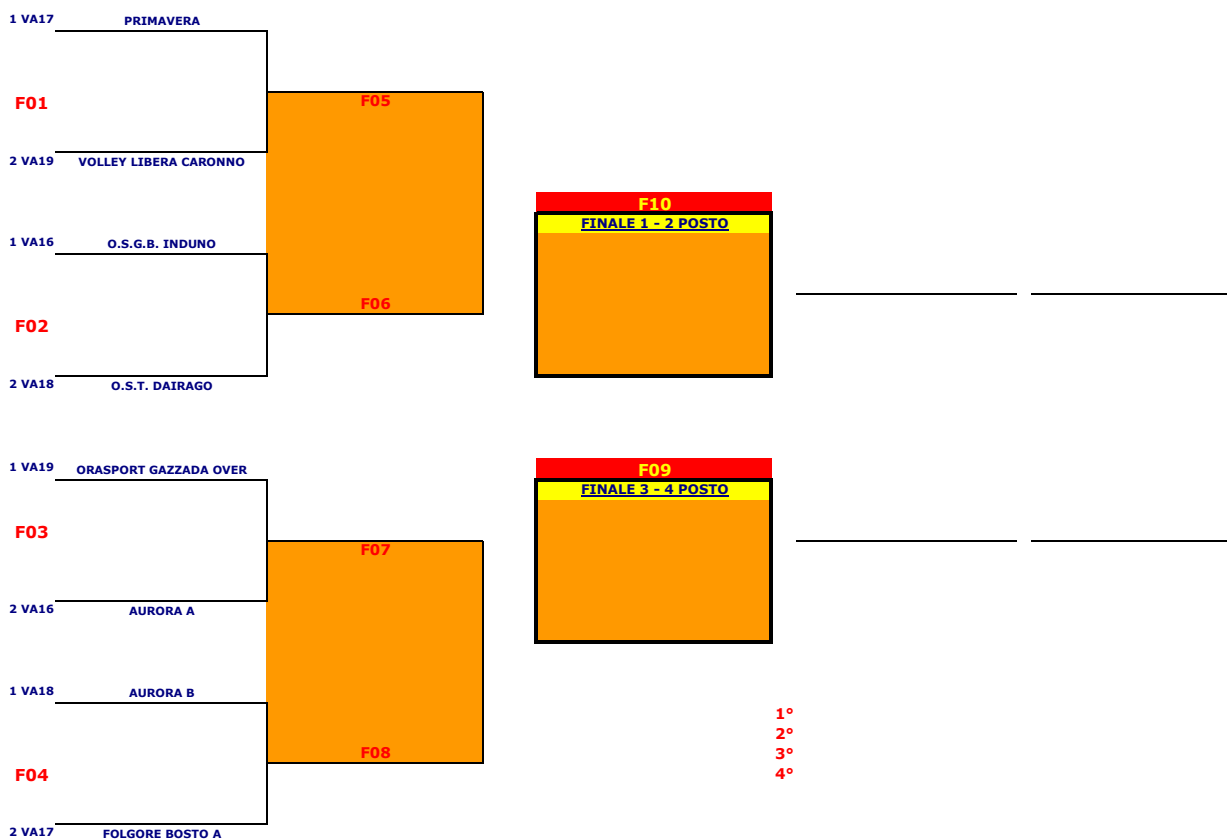 1 VA17 PRIMAVERA
F01
F05
2 VA19 VOLLEY LIBERA CARONNO
F10
FINALE 1 - 2 POSTO
1 VA16 O.S.G.B. INDUNO
F06
F02
2 VA18 O.S.T. DAIRAGO
1 VA19 ORASPORT GAZZADA OVER
F09
FINALE 3 - 4 POSTO
F03
F07
2 VA16 AURORA A
1 VA18 AURORA B
1°
2°
F08
3°
F04
4°
2 VA17 FOLGORE BOSTO A